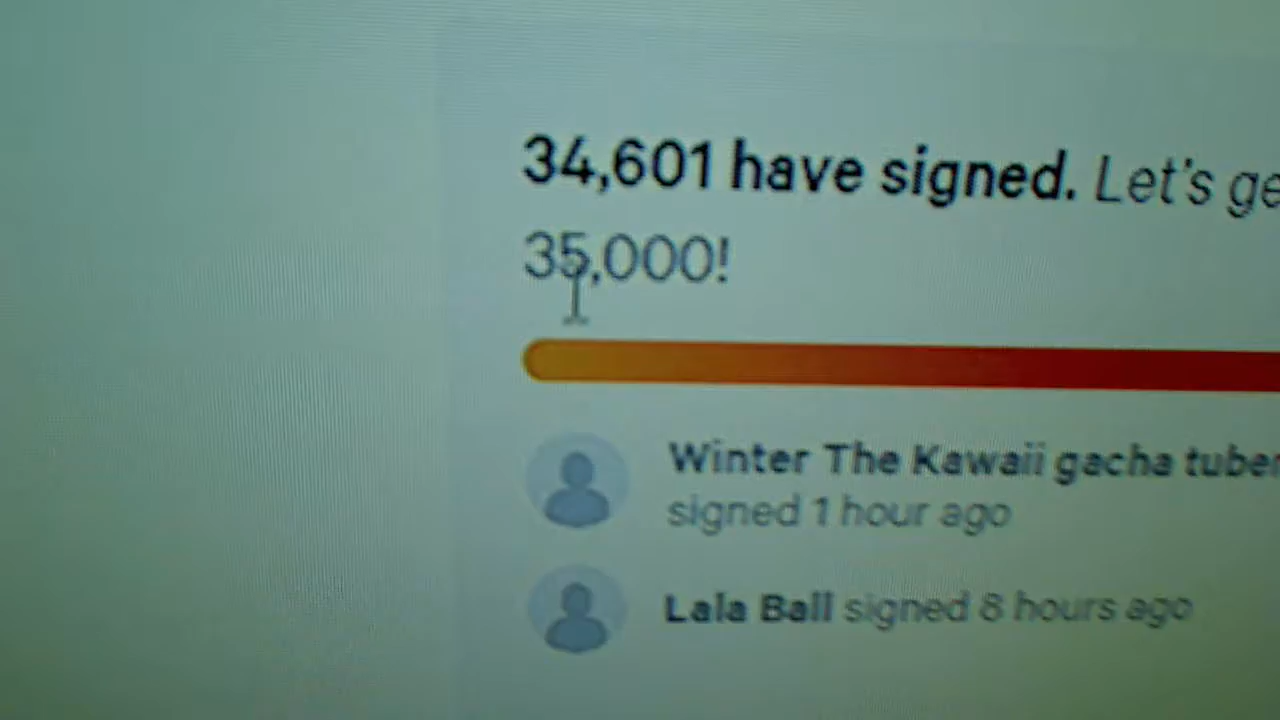 34,601 have signed. Let's ge
35,000!
Winter The Kawaii gacha tuber
signed 1 hour ago
Lala Ball signed 8 hours ago